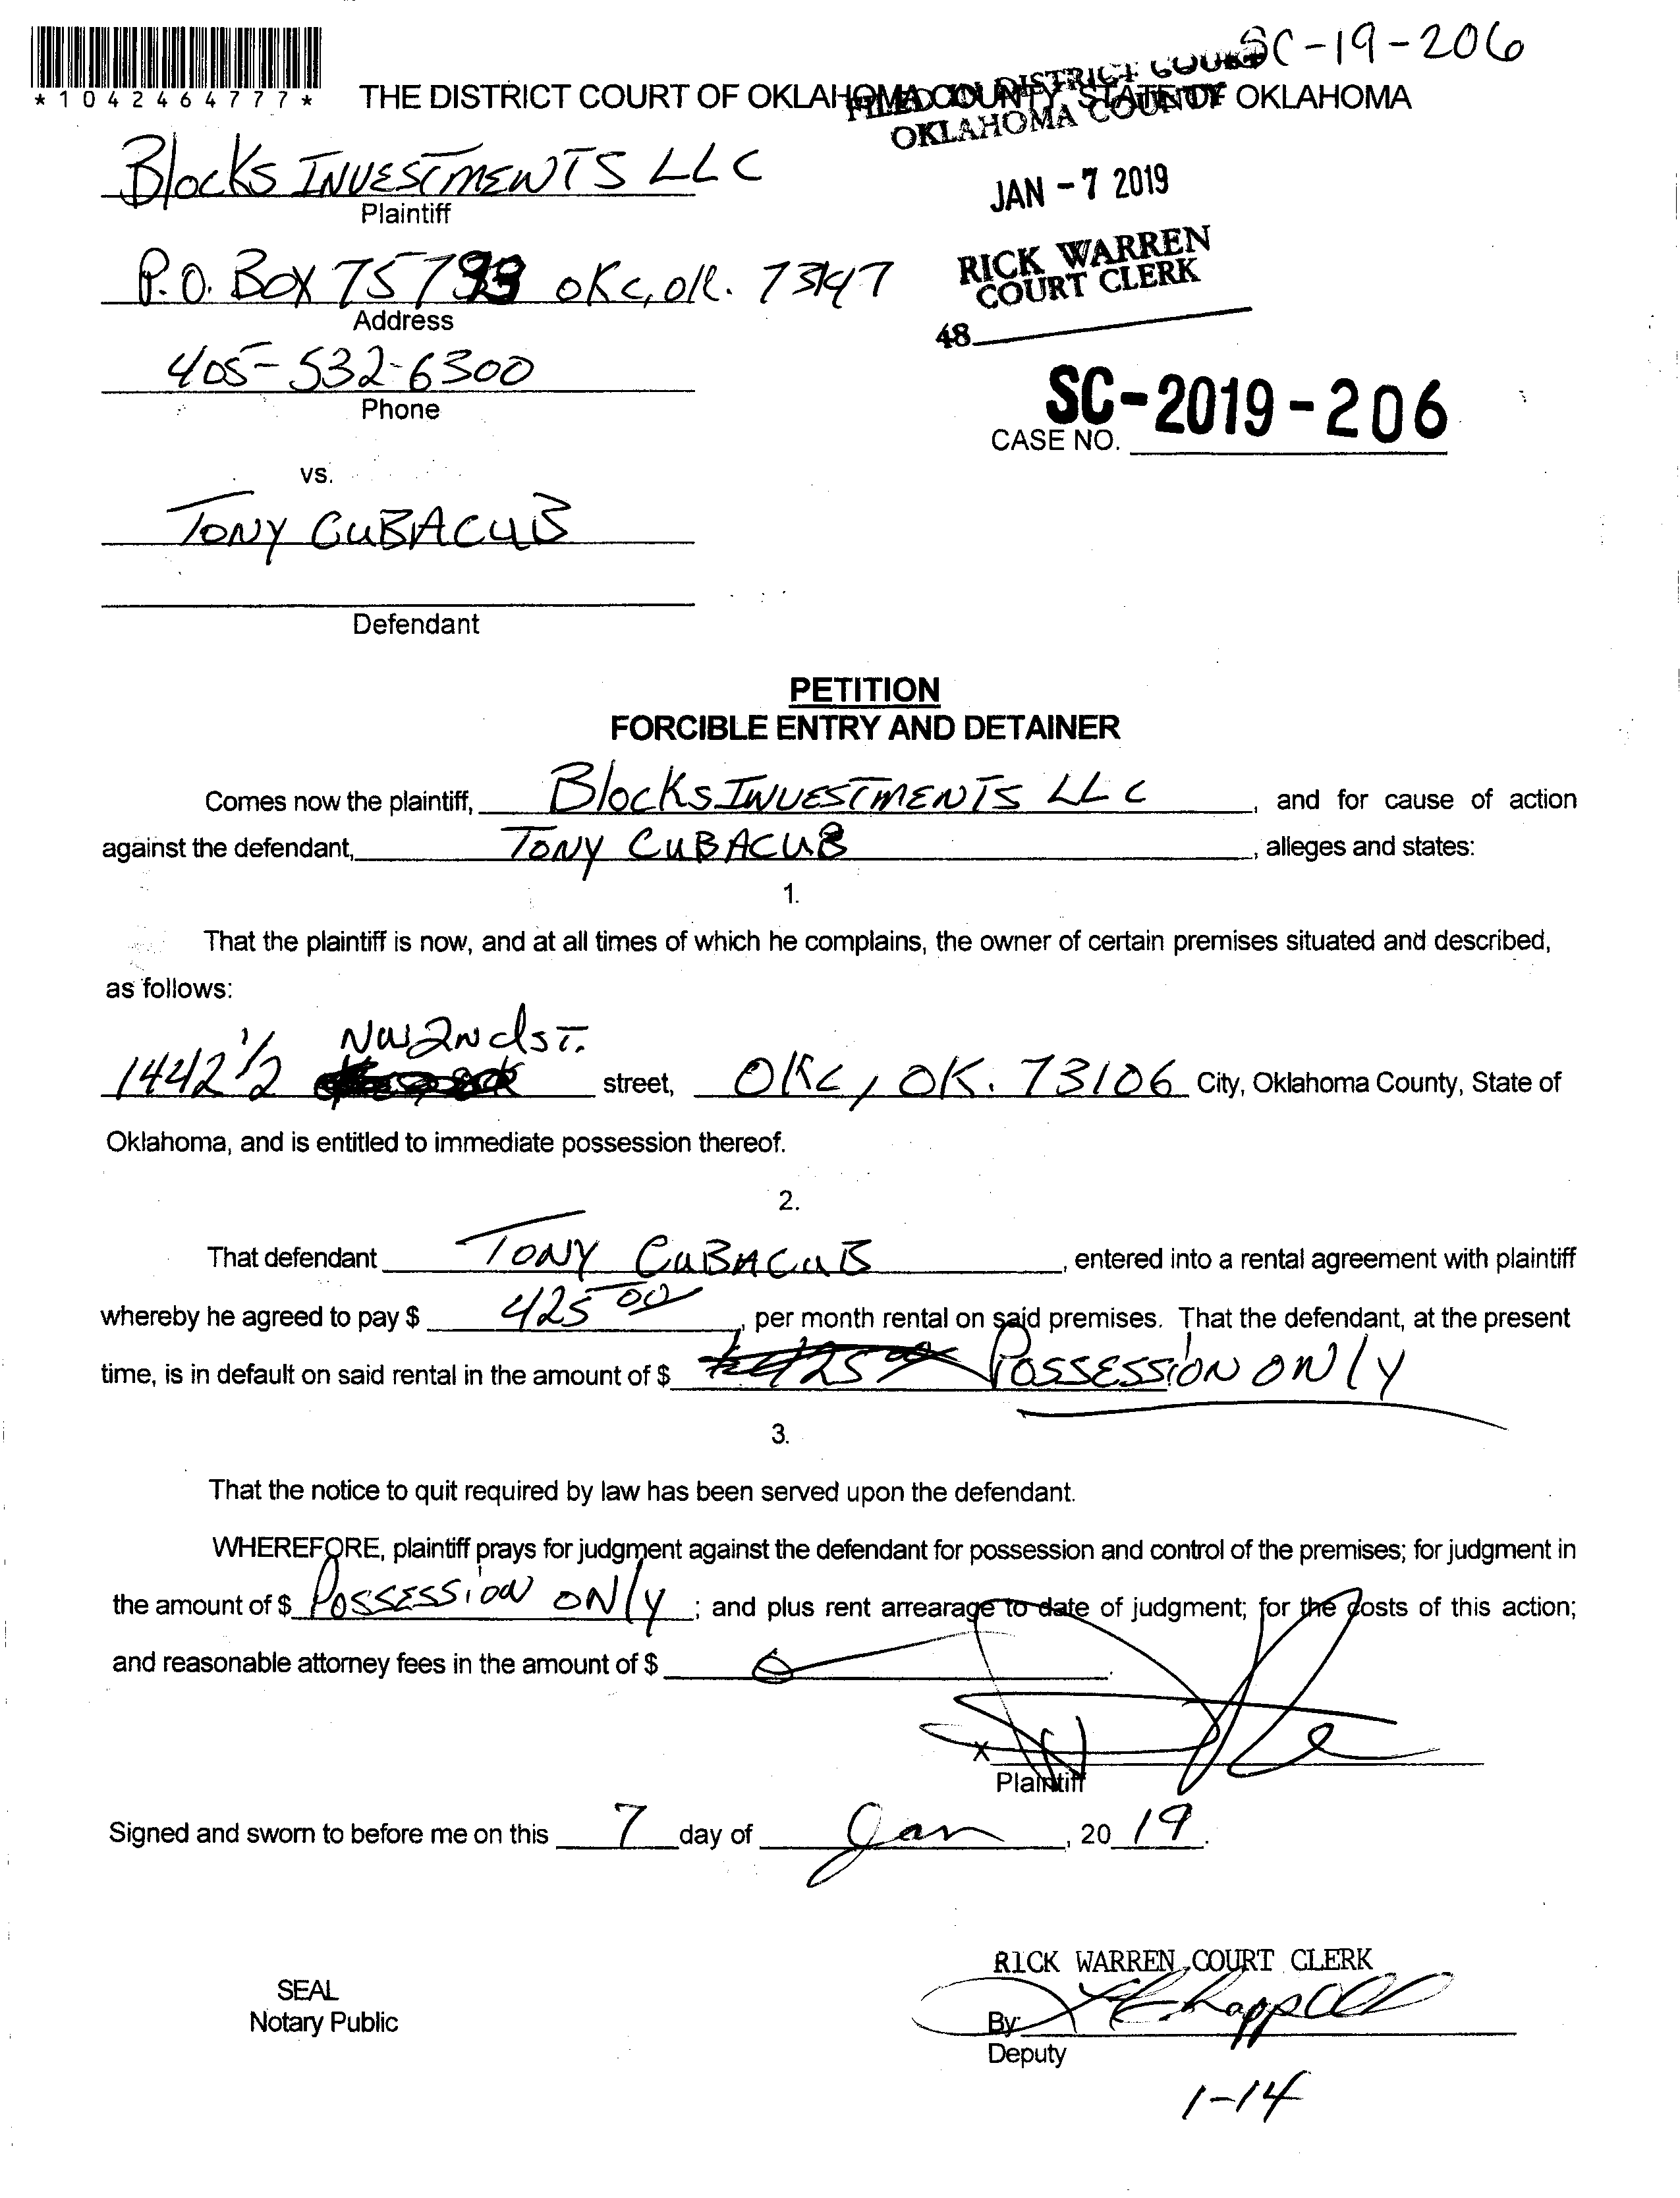 SC-19-206
*10424647​77*
THE DISTRICT COURT OF OKLAHOMA COUNTY, STATE OF OKLAHOMA
FILED IN DISTRICT COURT
OKLAHOMA COUNTY
Blocks INVESTMENTS LLC
Plaintiff
JAN -7 2019
P.O. Box OKC, OK.
Address
RICK WARREN
COURT CLERK
48
405-532-6300
Phone
SC-2019-206
CASE NO.
vs.
TONY CUBACUB
Defendant
PETITION
FORCIBLE ENTRY AND DETAINER
Comes now the plaintiff, Blocks INVESTMENTS LLC, and for cause of action
against the defendant, TONY CUBACUB, alleges and states:
1.
That the plaintiff is now, and at all times of which he complains, the owner of certain premises situated and described,
as follows:
NW 2Nd ST.
1442 1/2 street, OKC, OK. 73106 City, Oklahoma County, State of
Oklahoma, and is entitled to immediate possession thereof.
2.
That defendant TONY CUBACUB, entered into a rental agreement with plaintiff
whereby he agreed to pay $ 425 00, per month rental on said premises. That the defendant, at the present
time, is in default on said rental in the amount of $ POSSESSION ONLY
3.
That the notice to quit required by law has been served upon the defendant.
WHEREFORE, plaintiff prays for judgment against the defendant for possession and control of the premises; for judgment in
the amount of $ POSSESSION ONLY; and plus rent arrearage to date of judgment; for the costs of this action;
and reasonable attorney fees in the amount of $
x
Plaintiff
Signed and sworn to before me on this 7 day of Jan, 20 19.
RICK WARREN, COURT CLERK
SEAL
Notary Public
By:
Deputy
1-14